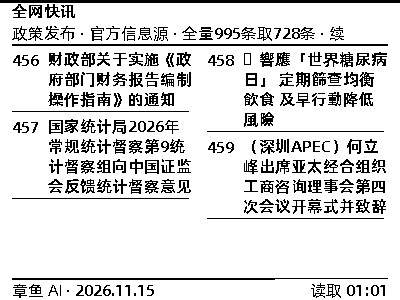 全网快讯
政策发布 · 官方信息源 · 全量995条取728条 · 续
456 财政部关于实施《政
府部门财务报告编制
操作指南》的通知
457 国家统计局2026年
常规统计督察第9统
计督察组向中国证监
会反馈统计督察意见
458 響應「世界糖尿病
日」 定期篩查均衡
飲食 及早行動降低
風險
459 （深圳APEC）何立
峰出席亚太经合组织
工商咨询理事会第四
次会议开幕式并致辞
章鱼 AI · 2026.11.15
读取 01:01